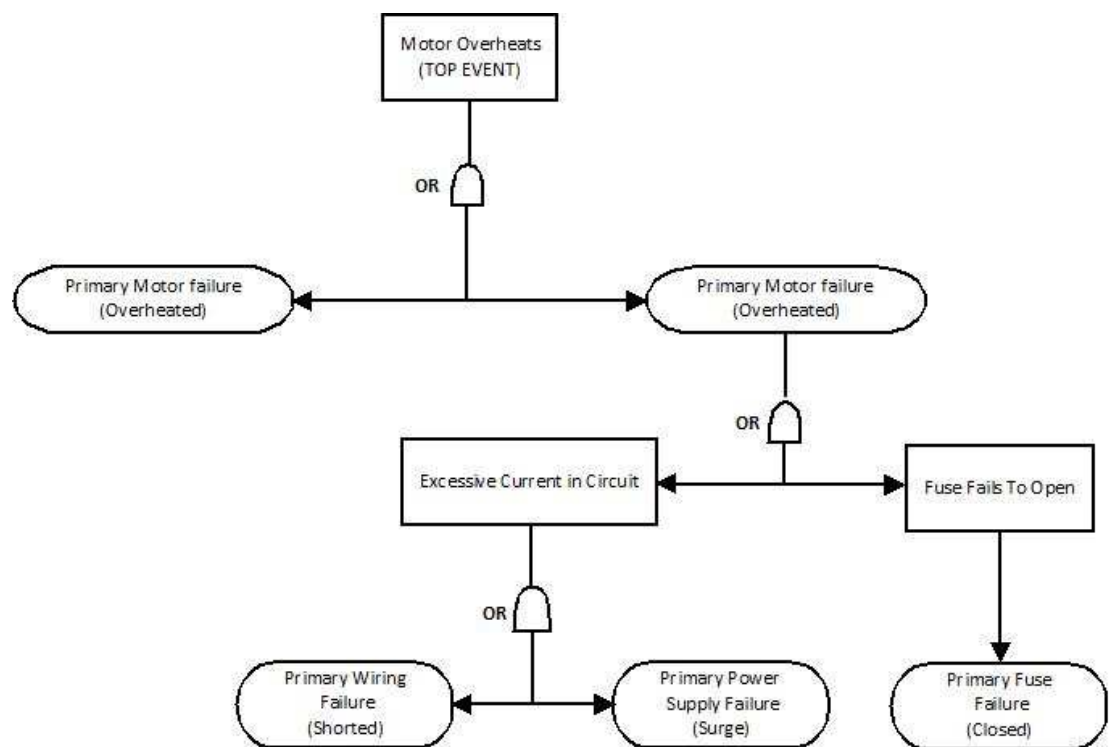 Motor Overheats
(TOP EVENT)
OR
Primary Motor failure
(Overheated)
Primary Motor failure
(Overheated)
OR
Excessive Current in Circuit
Fuse Fails To Open
OR
Primary Wiring
Failure
(Shorted)
Primary Power
Supply Failure
(Surge)
Primary Fuse
Failure
(Closed)